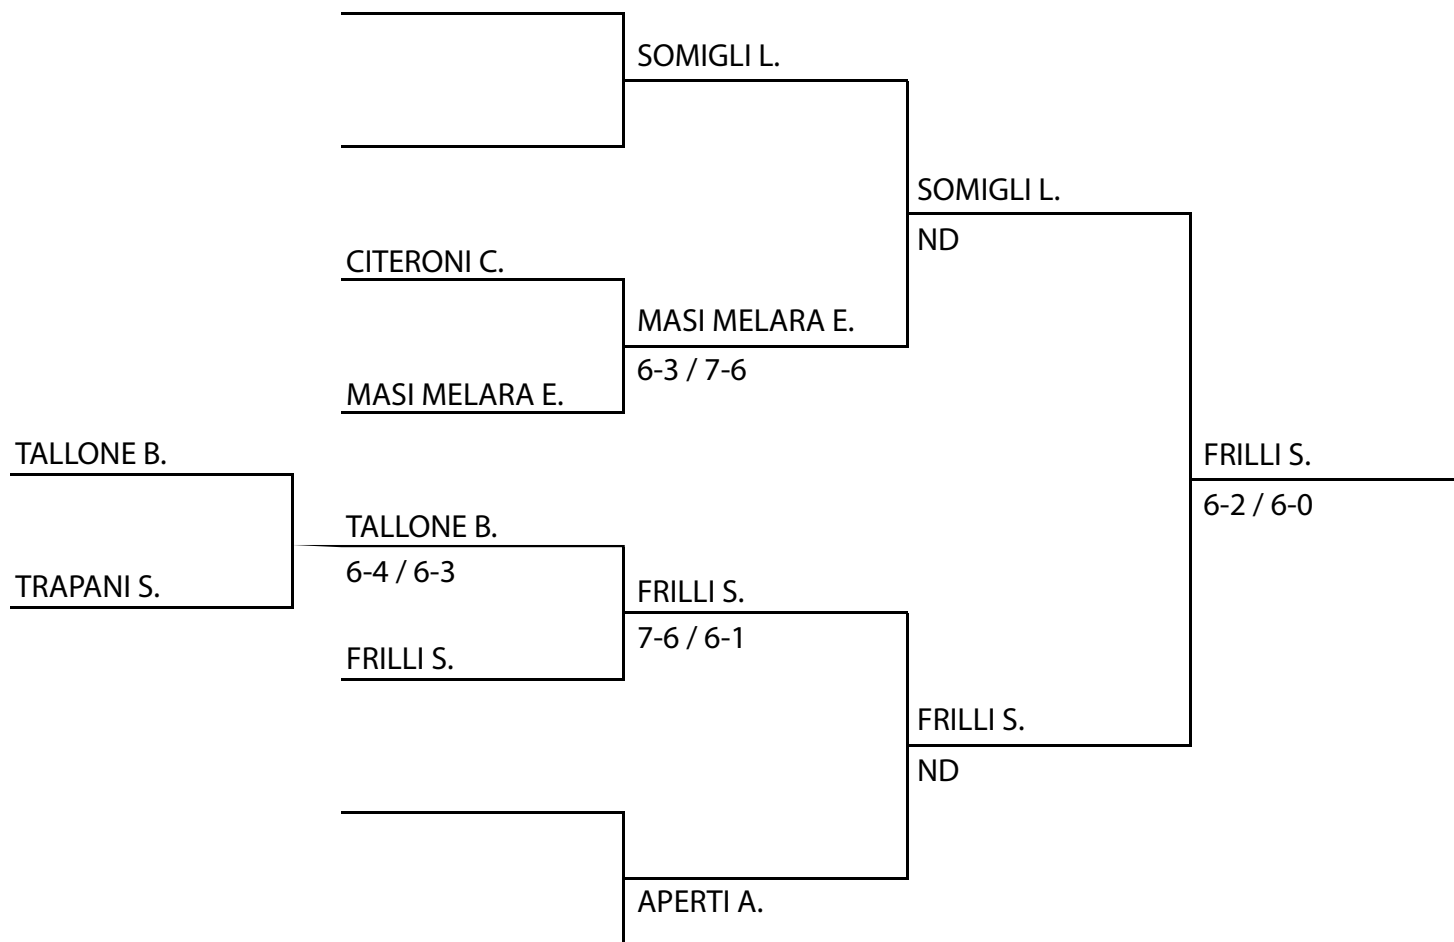 SOMIGLI L.
SOMIGLI L.
ND
CITERONI C.
MASI MELARA E.
6-3 / 7-6
MASI MELARA E.
TALLONE B.
FRILLI S.
6-2 / 6-0
TALLONE B.
6-4 / 6-3
TRAPANI S.
FRILLI S.
7-6 / 6-1
FRILLI S.
FRILLI S.
ND
APERTI A.